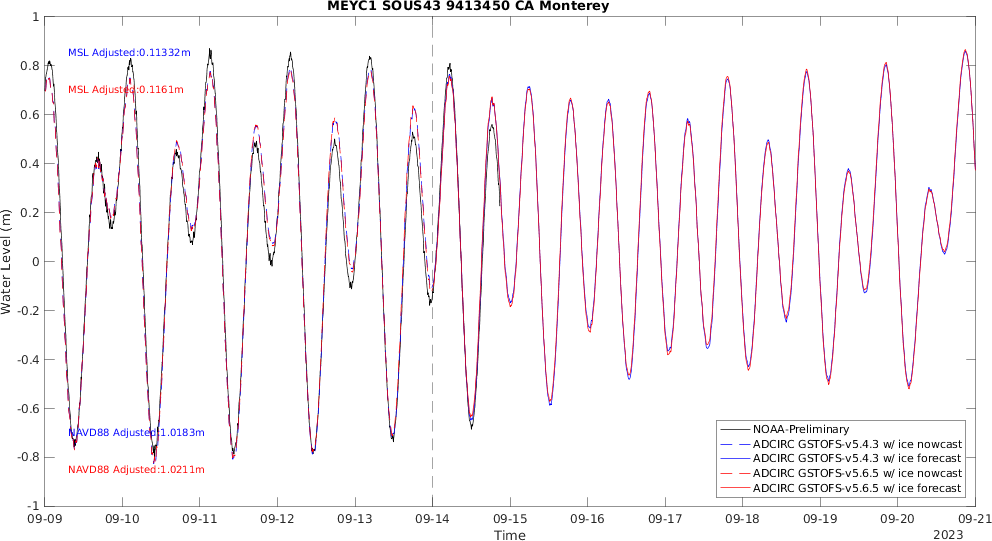 MEYC1 SOUS43 9413450 CA Monterey
1
0.8
0.6
0.4
0.2
0
-0.2
-0.4
-0.6
-0.8
-1
Water Level (m)
MSL Adjusted:0.11332m
MSL Adjusted:0.1161m
NAVD88 Adjusted:1.0183m
NAVD88 Adjusted:1.0211m
NOAA-Preliminary
ADCIRC GSTOFS-v5.4.3 w/ ice nowcast
ADCIRC GSTOFS-v5.4.3 w/ ice forecast
ADCIRC GSTOFS-v5.6.5 w/ ice nowcast
ADCIRC GSTOFS-v5.6.5 w/ ice forecast
09-09 09-10 09-11 09-12 09-13 09-14 09-15 09-16 09-17 09-18 09-19 09-20 09-21
Time
2023